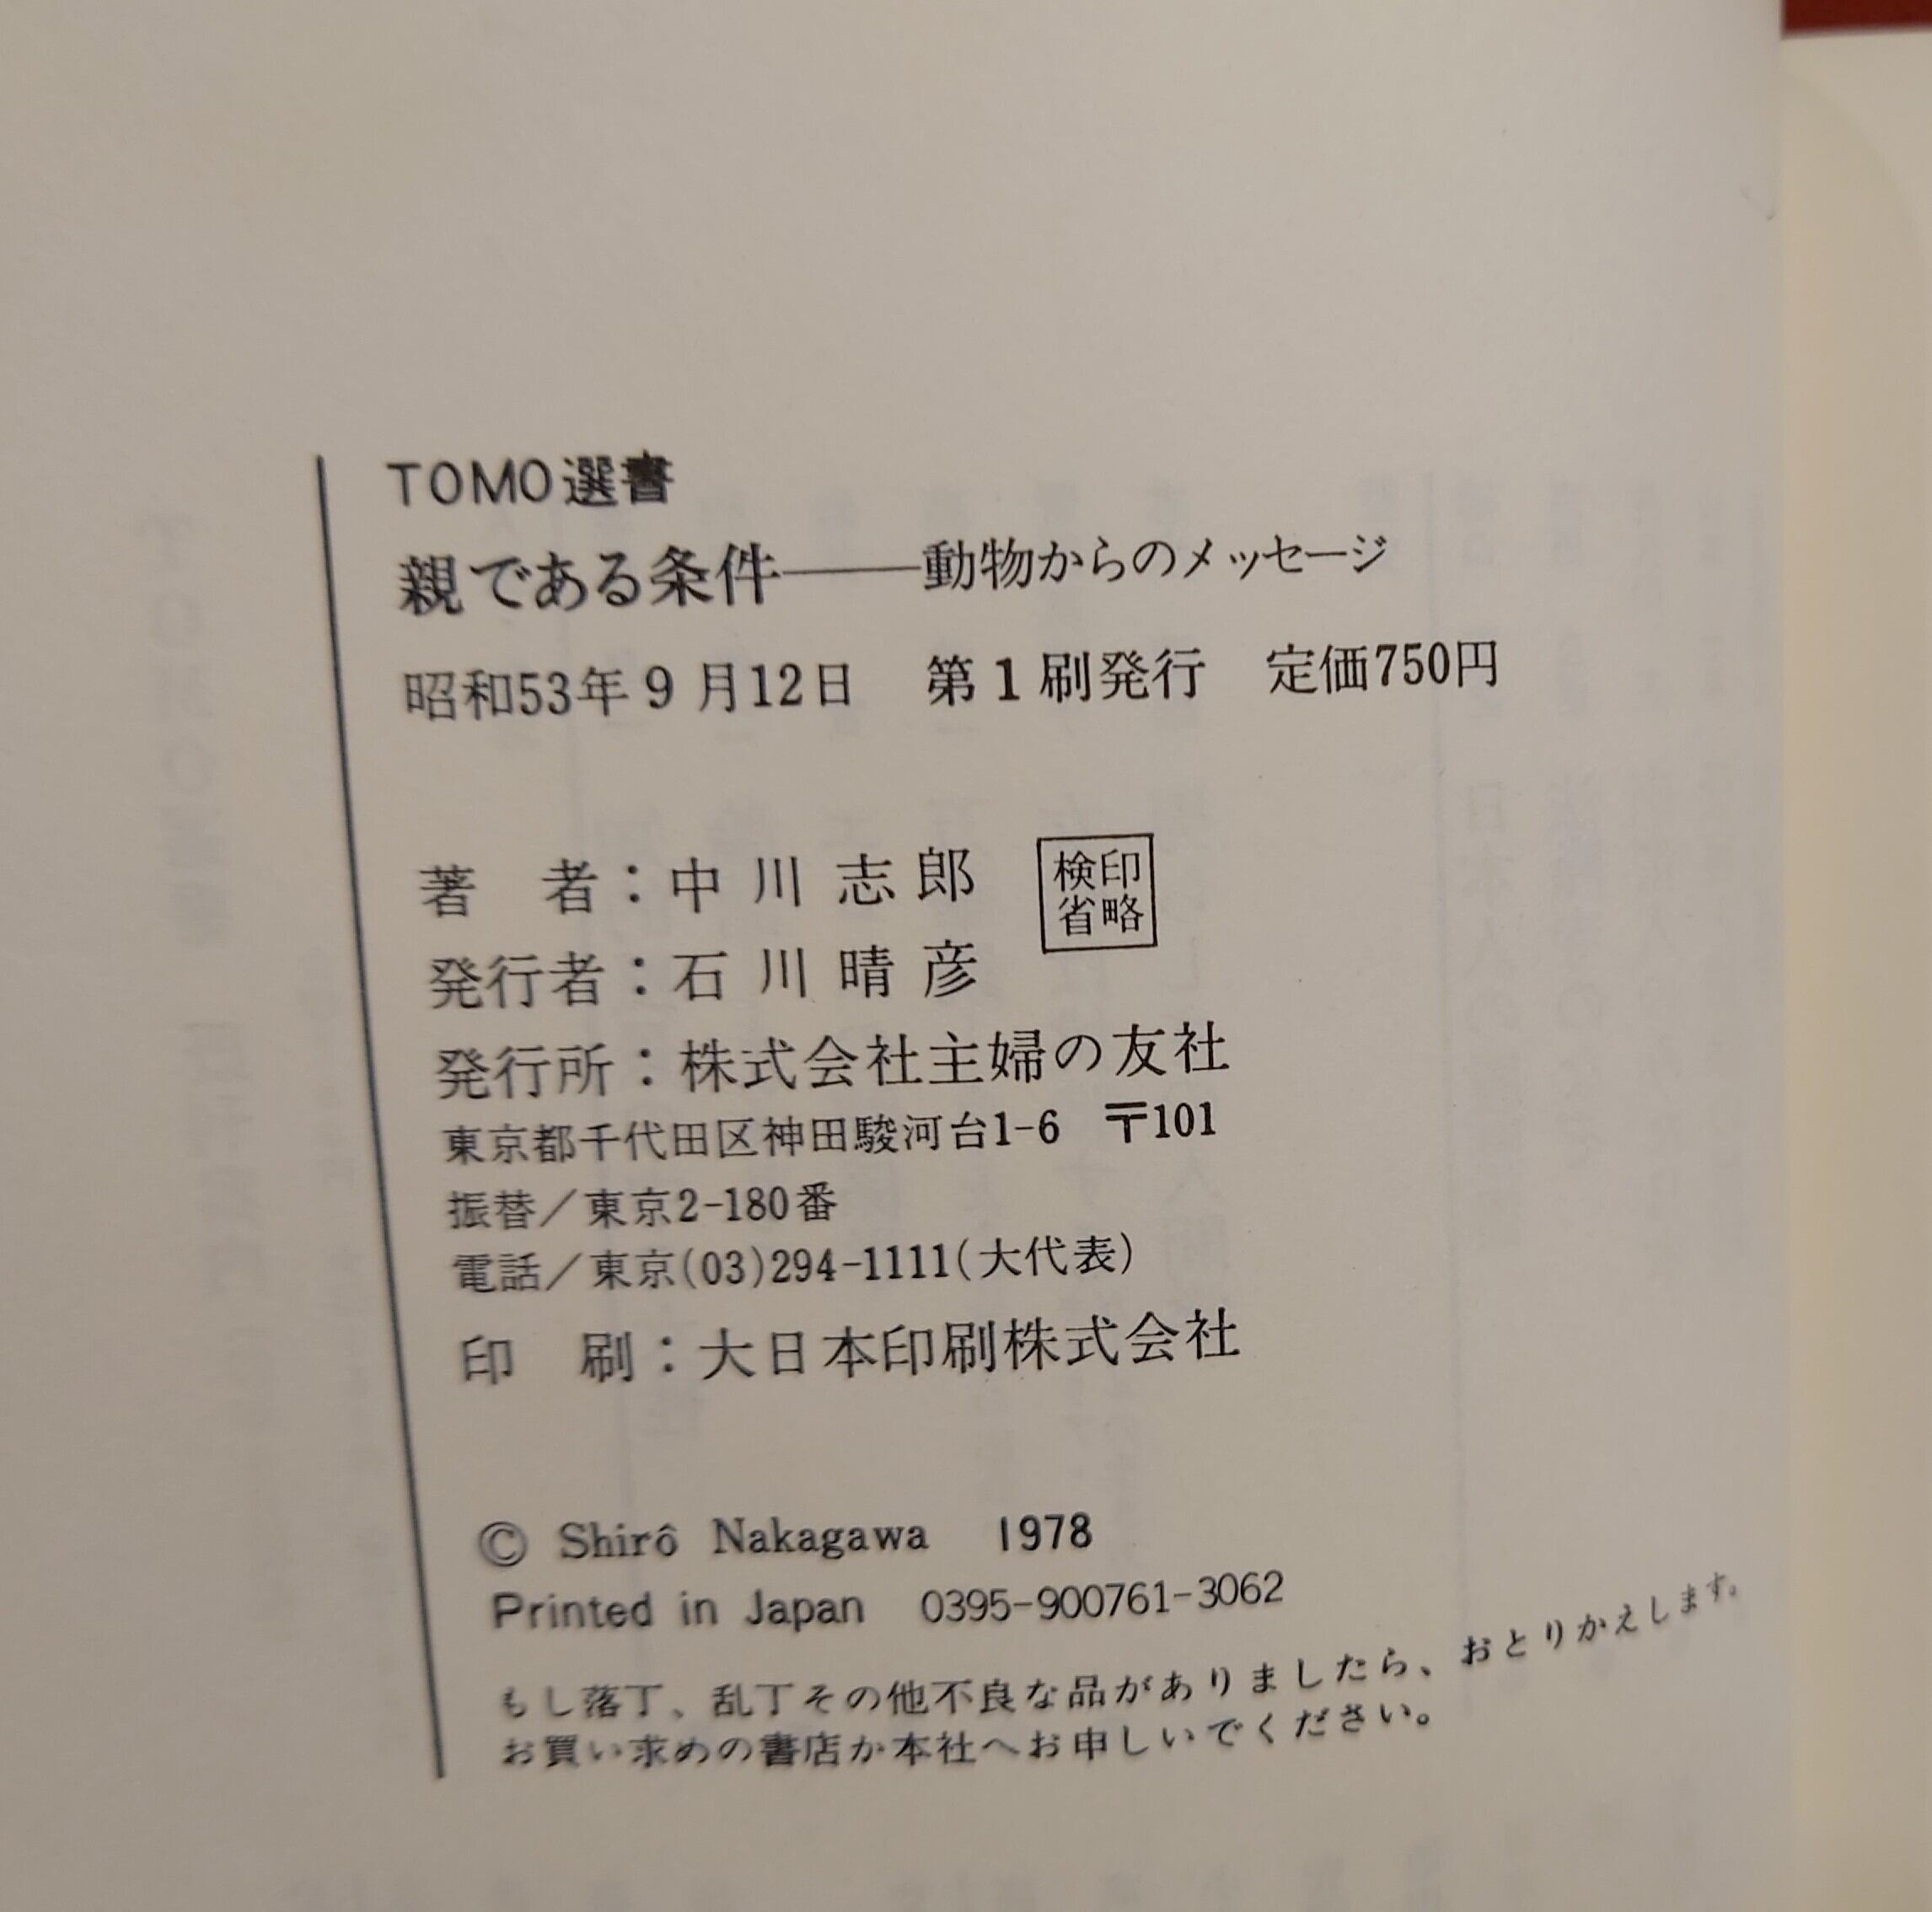 TOMO選書
親である条件——動物からのメッセージ
昭和53年9月12日　第1刷発行　定価750円
著　者：中川志郎
検印
省略
発行者：石川晴彦
発行所：株式会社主婦の友社
東京都千代田区神田駿河台1-6　〒101
振替／東京2-180番
電話／東京(03)294-1111(大代表)
印　刷：大日本印刷株式会社
© Shirô Nakagawa 1978
Printed in Japan 0395-900761-3062
もし落丁、乱丁その他不良な品がありましたら、おとりかえします。
お買い求めの書店か本社へお申しいでください。